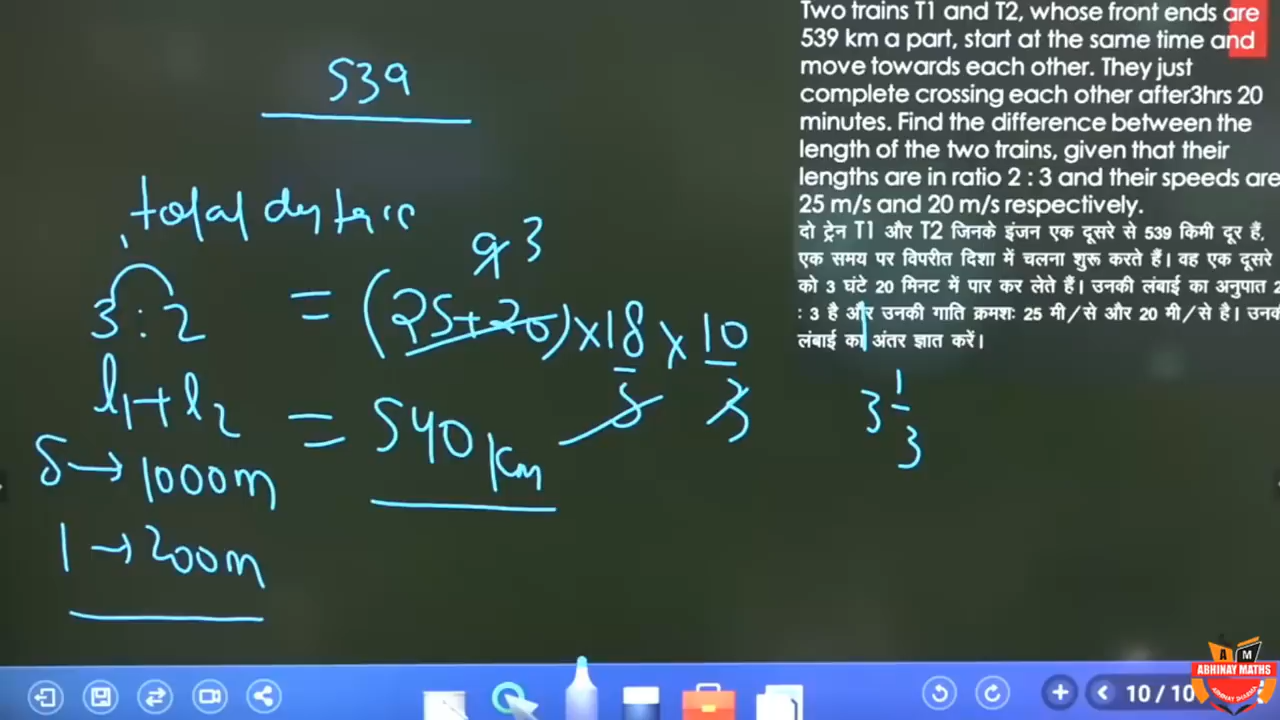 Two trains T1 and T2, whose front ends are
539 km a part, start at the same time and
move towards each other. They just
complete crossing each other after3hrs 20
minutes. Find the difference between the
length of the two trains, given that their
lengths are in ratio 2 : 3 and their speeds are
25 m/s and 20 m/s respectively.
दो ट्रेन T1 और T2 जिनके इंजन एक दूसरे से 539 किमी दूर हैं,
एक समय पर विपरीत दिशा में चलना शुरू करते हैं। वह एक दूसरे
को 3 घंटे 20 मिनट में पार कर लेते हैं। उनकी लंबाई का अनुपात 2
: 3 है और उनकी गाति क्रमशः 25 मी/से और 20 मी/से है। उनक
लंबाई का अंतर ज्ञात करें।
539
total
9 3
3 : 2 = (25+20) × 18 × 10
5 3
l1 + l2 = 540 km
3 1/3
5 → 1000m
1 → 200m
10 / 10
A M
ABHINAY MATHS
ABHINAY SHARMA